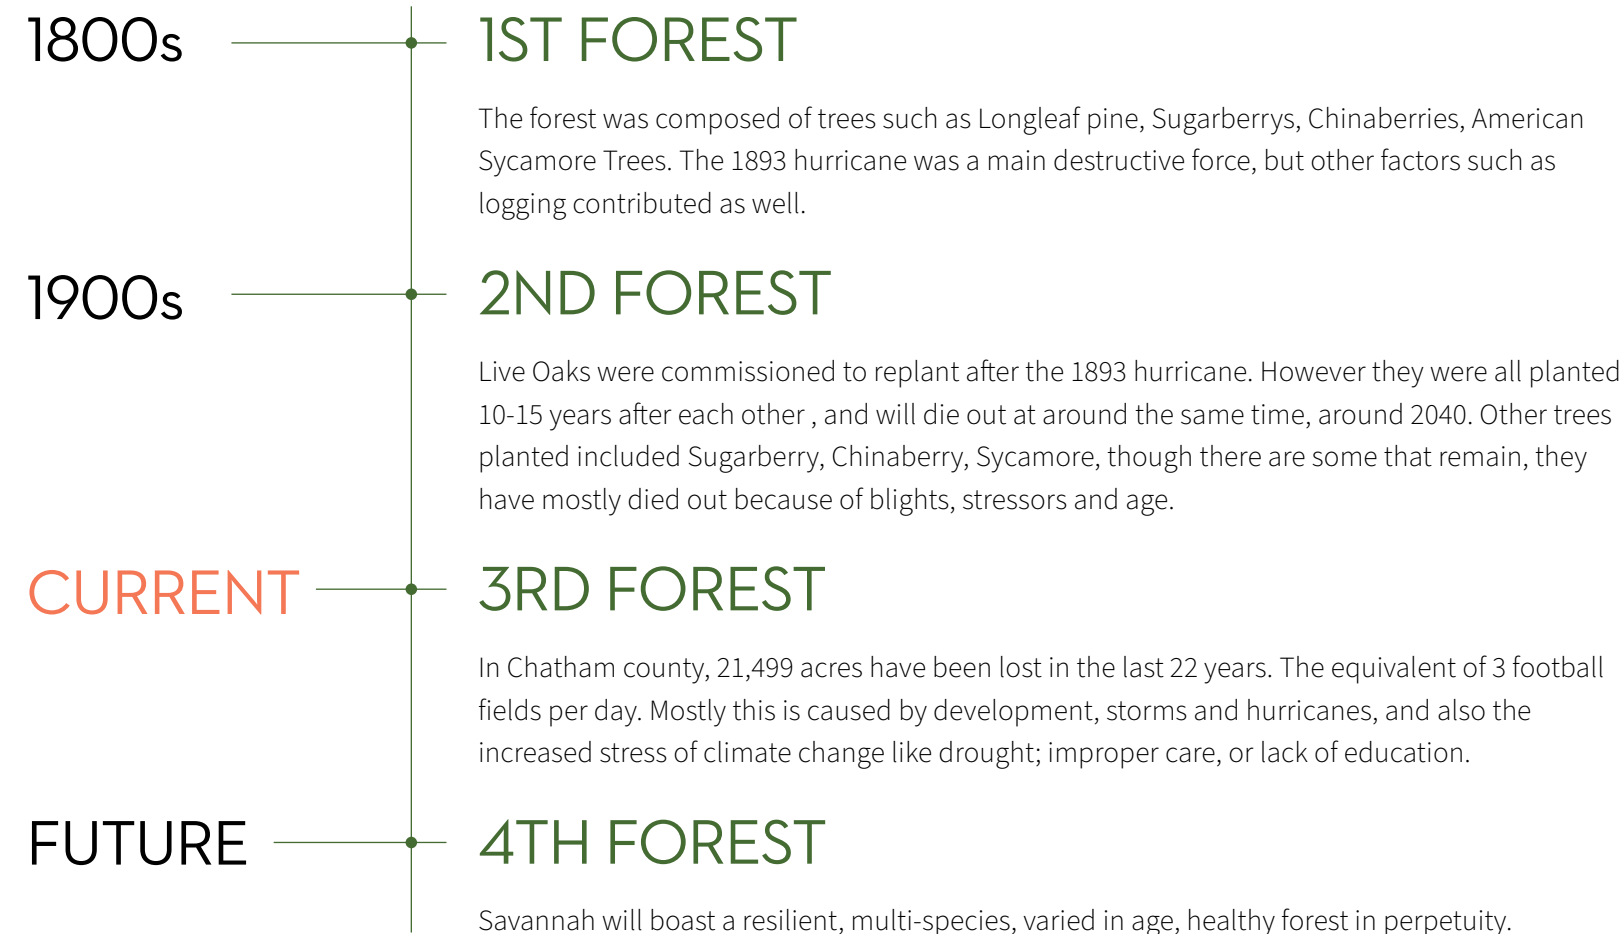 1800s
1ST FOREST
The forest was composed of trees such as Longleaf pine, Sugarberrys, Chinaberries, American
Sycamore Trees. The 1893 hurricane was a main destructive force, but other factors such as
logging contributed as well.
1900s
2ND FOREST
Live Oaks were commissioned to replant after the 1893 hurricane. However they were all planted
10-15 years after each other , and will die out at around the same time, around 2040. Other trees
planted included Sugarberry, Chinaberry, Sycamore, though there are some that remain, they
have mostly died out because of blights, stressors and age.
CURRENT
3RD FOREST
In Chatham county, 21,499 acres have been lost in the last 22 years. The equivalent of 3 football
fields per day. Mostly this is caused by development, storms and hurricanes, and also the
increased stress of climate change like drought; improper care, or lack of education.
FUTURE
4TH FOREST
Savannah will boast a resilient, multi-species, varied in age, healthy forest in perpetuity.